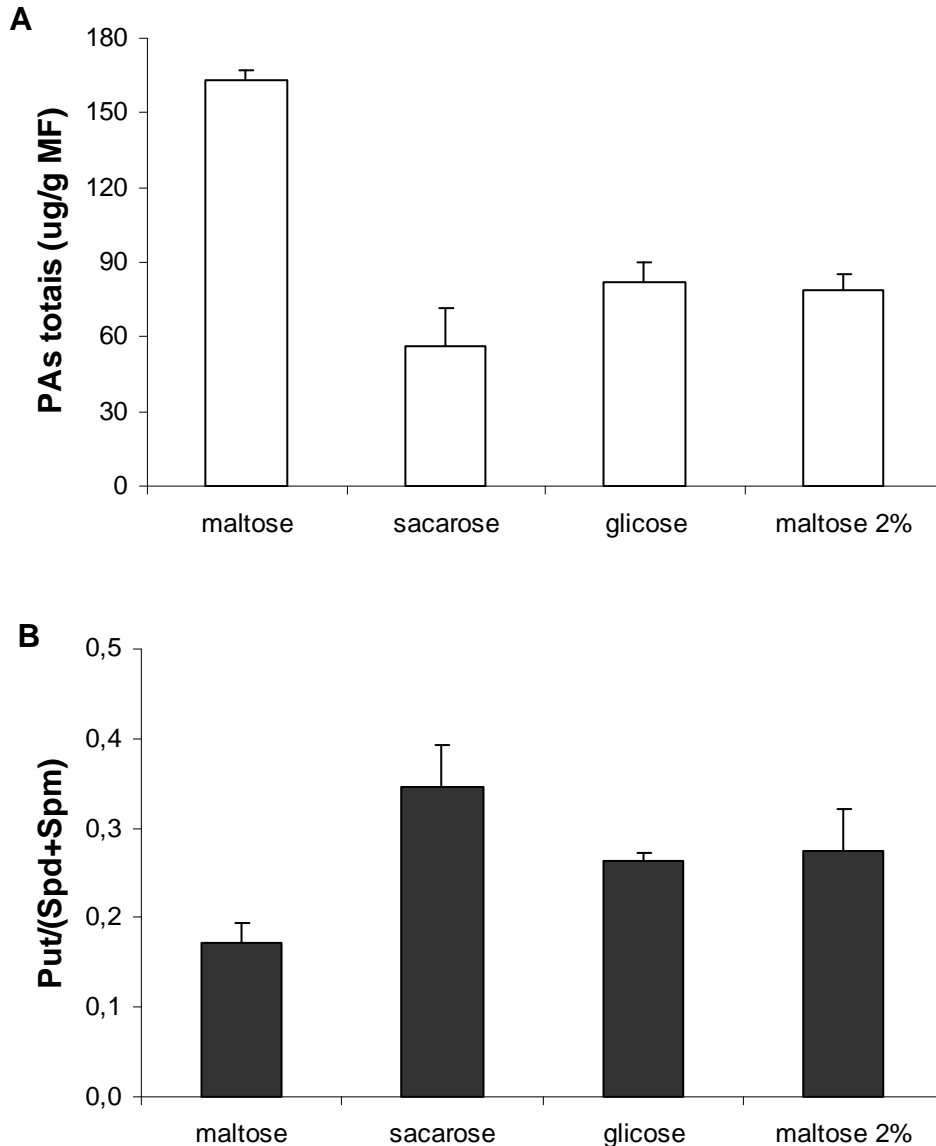 A
PAs totais (ug/g MF)
180
150
120
90
60
30
0
maltose sacarose glicose maltose 2%
B
Put/(Spd+Spm)
0,5
0,4
0,3
0,2
0,1
0,0
maltose sacarose glicose maltose 2%